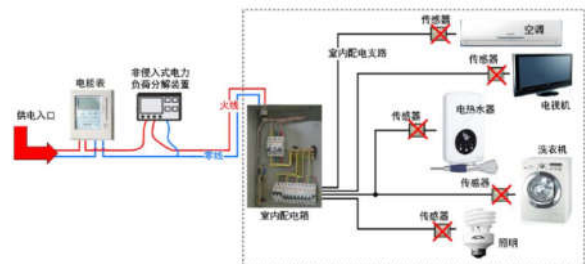 传感器
空调
室内配电支路
非侵入式电力
负荷分解装置
电能表
传感器
火线
电视机
供电入口
电热水器
传感器
洗衣机
零线
传感器
室内配电箱
传感器
照明